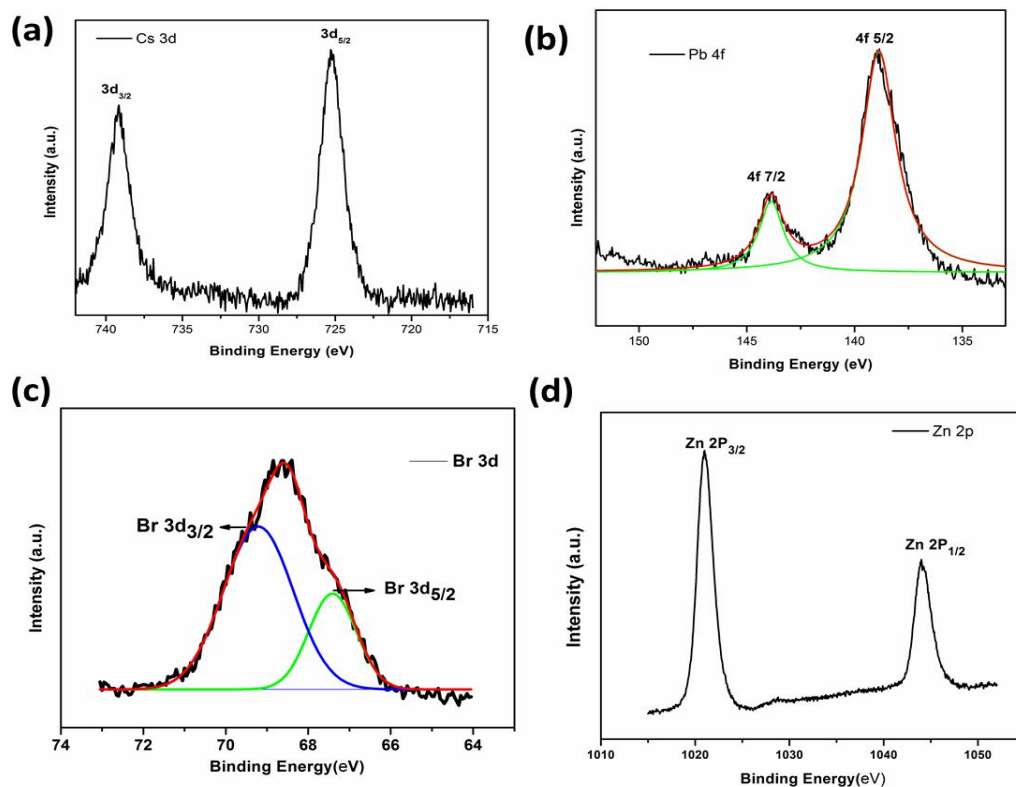 (a)
Cs 3d
3d5/2
3d3/2
Intensity (a.u.)
740 735 730 725 720 715
Binding Energy (eV)
(b)
Pb 4f
4f 5/2
4f 7/2
Intensity (a.u.)
150 145 140 135
Binding Energy (eV)
(c)
Br 3d
Br 3d3/2
Br 3d5/2
Intensity (a.u.)
74 72 70 68 66 64
Binding Energy(eV)
(d)
Zn 2p
Zn 2P3/2
Zn 2P1/2
Intensity (a.u.)
1010 1020 1030 1040 1050
Binding Energy(eV)